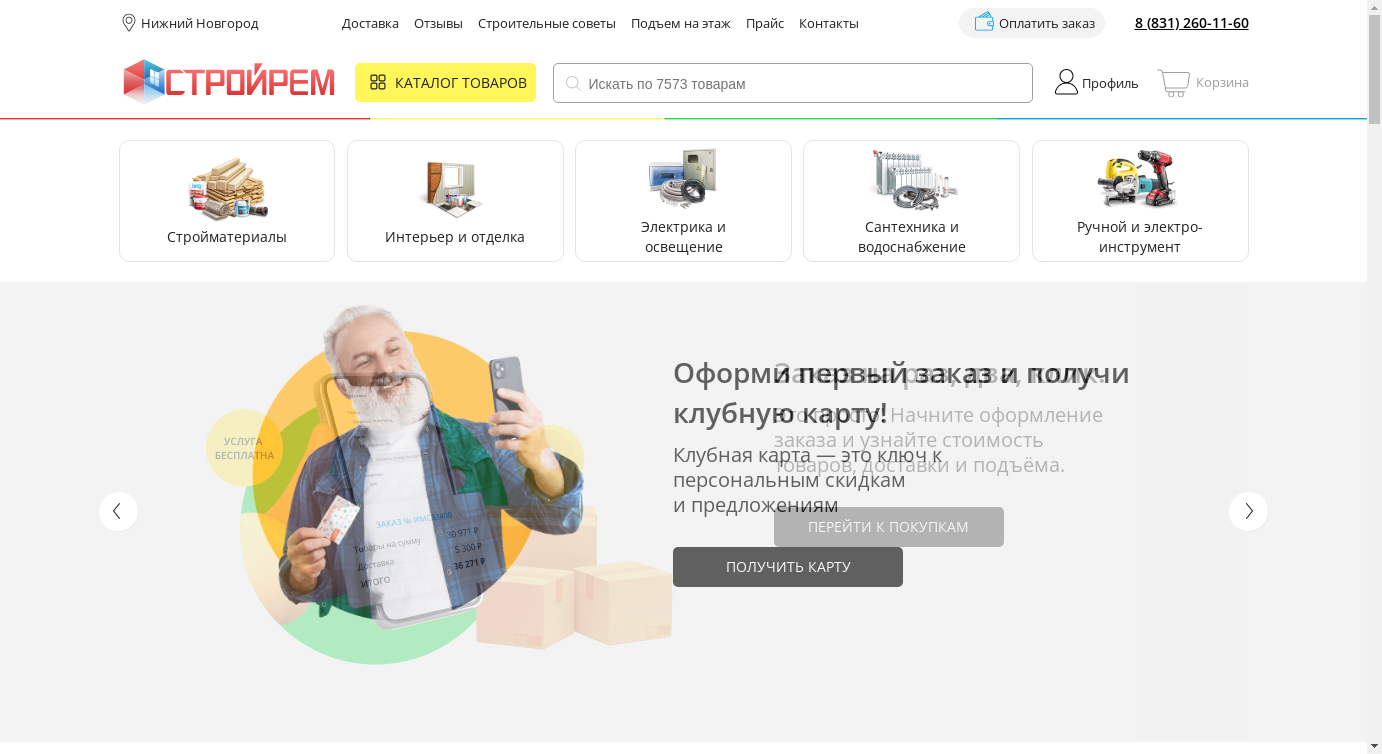 Нижний Новгород
Доставка Отзывы Строительные советы Подъем на этаж Прайс Контакты
Оплатить заказ
8 (831) 260-11-60
СТРОЙРЕМ
КАТАЛОГ ТОВАРОВ
Искать по 7573 товарам
Профиль
Корзина
Стройматериалы
Интерьер и отделка
Электрика и
освещение
Сантехника и
водоснабжение
Ручной и электро-
инструмент
Оформи первый заказ и получи
клубную карту!
Клубная карта — это ключ к
персональным скидкам
и предложениям
ПОЛУЧИТЬ КАРТУ
Начните оформление
заказа и узнайте стоимость
товаров, доставки и подъёма.
ПЕРЕЙТИ К ПОКУПКАМ
УСЛУГА
БЕСПЛАТНА
ЗАКАЗ №
Товары на сумму 30 971 ₽
Доставка 5 300 ₽
ИТОГО 36 271 ₽